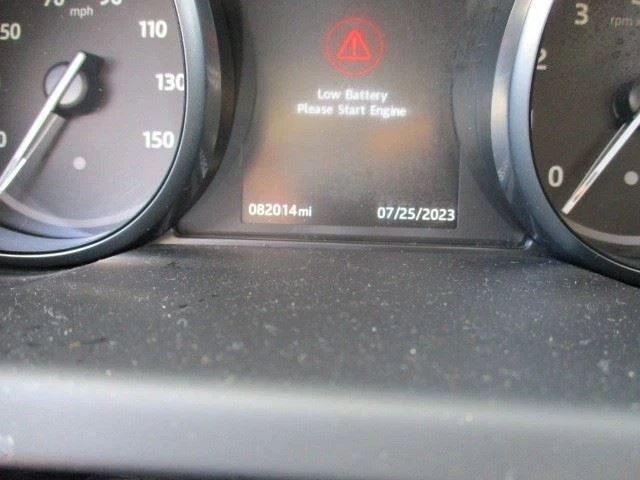 70 90
mph
50 110
130
150
Low Battery
Please Start Engine
082014mi 07/25/2023
3
rpm
2
0